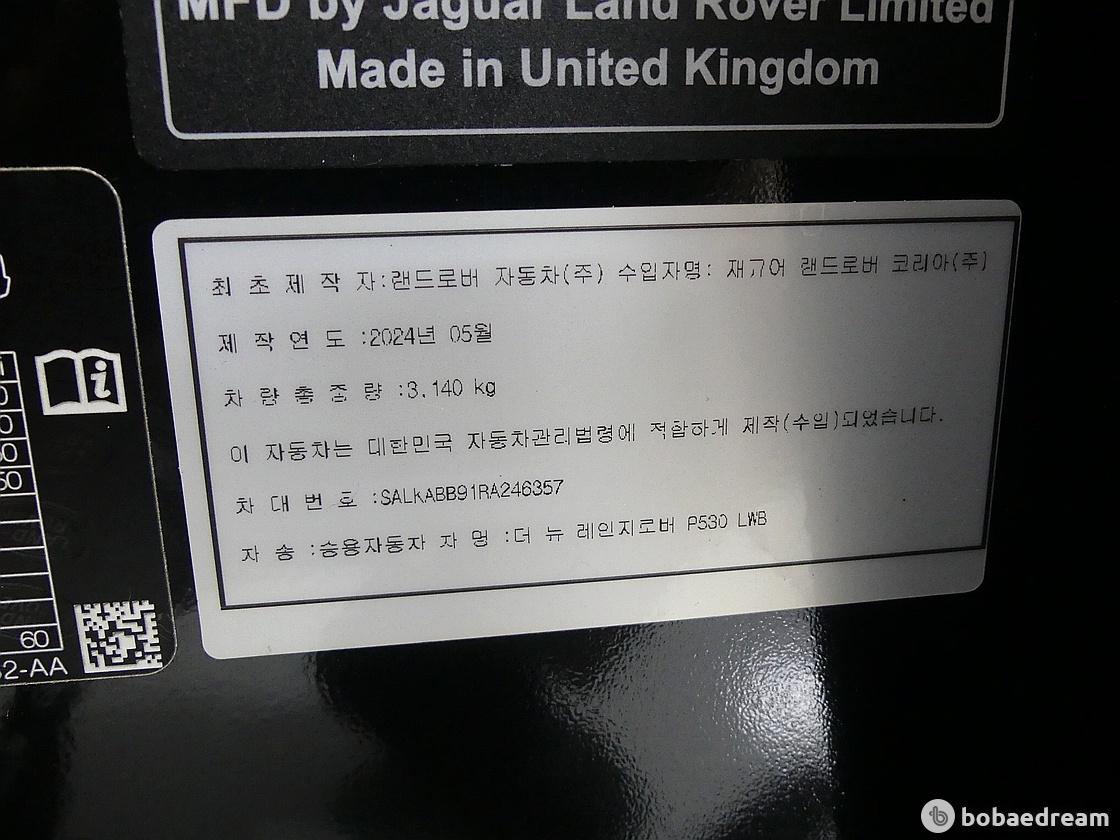 MFD by Jaguar Land Rover Limited
Made in United Kingdom
최 초 제 작 자:랜드로버 자동차(주) 수입자명: 재규어 랜드로버 코리아(주)
제 작 연 도 :2024년 05월
차 량 총 중 량 :3,140 kg
이 자동차는 대한민국 자동차관리법령에 적합하게 제작(수입)되었습니다.
차 대 번 호 :SALKABB91RA246357
차 종 :승용자동차 차 명 :더 뉴 레인지로버 P530 LWB
60
52-AA
bobaedream